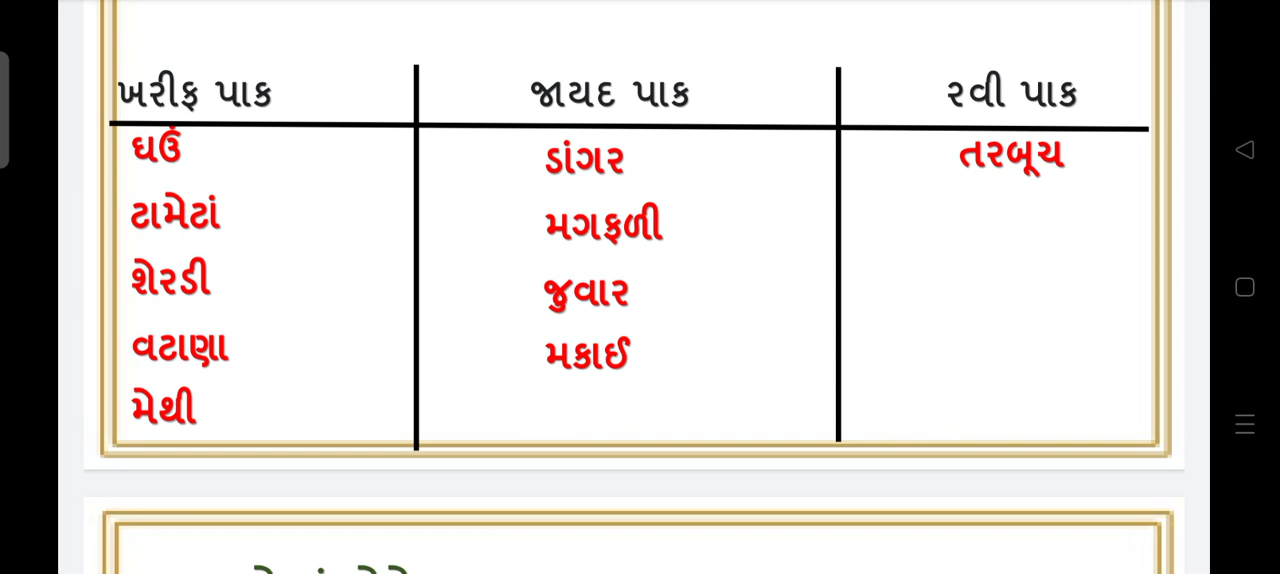 ખરીફ પાક જાયદ પાક રવી પાક
ઘઉં ડાંગર તરબૂચ
ટામેટાં મગફળી
શેરડી જુવાર
વટાણા મકાઈ
મેથી